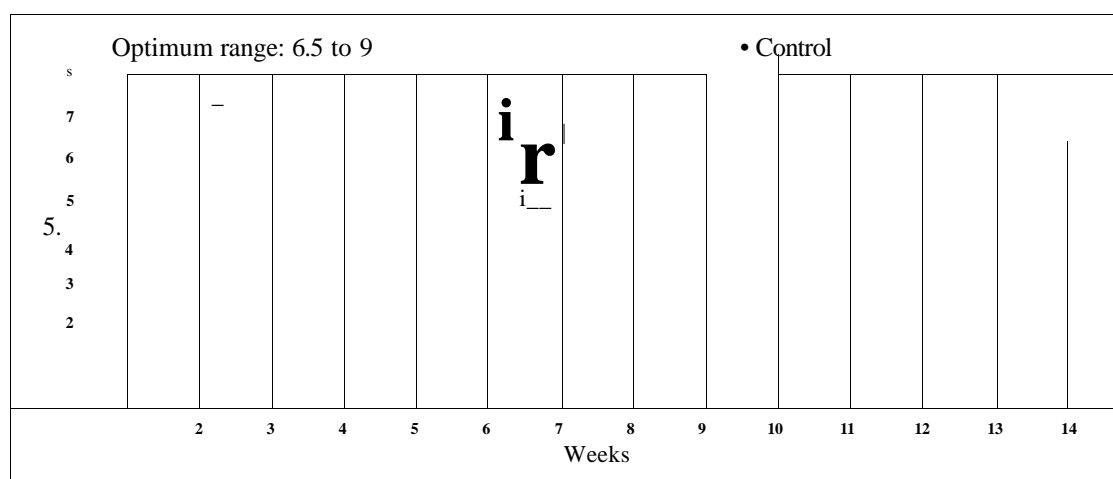 Optimum range: 6.5 to 9 • Control
s
7
6
5
5.
4
3
2
i
r
i__
2 3 4 5 6 7 8 9 10 11 12 13 14
Weeks